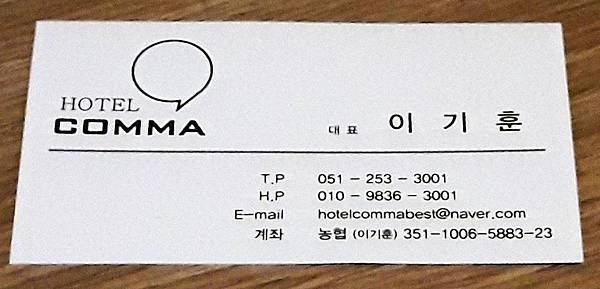 HOTEL
COMMA
대표 이 기 훈
T.P 051 - 253 - 3001
H.P 010 - 9836 - 3001
E-mail hotelcommabest@naver.com
계좌 농협 (이기훈) 351-1006-5883-23